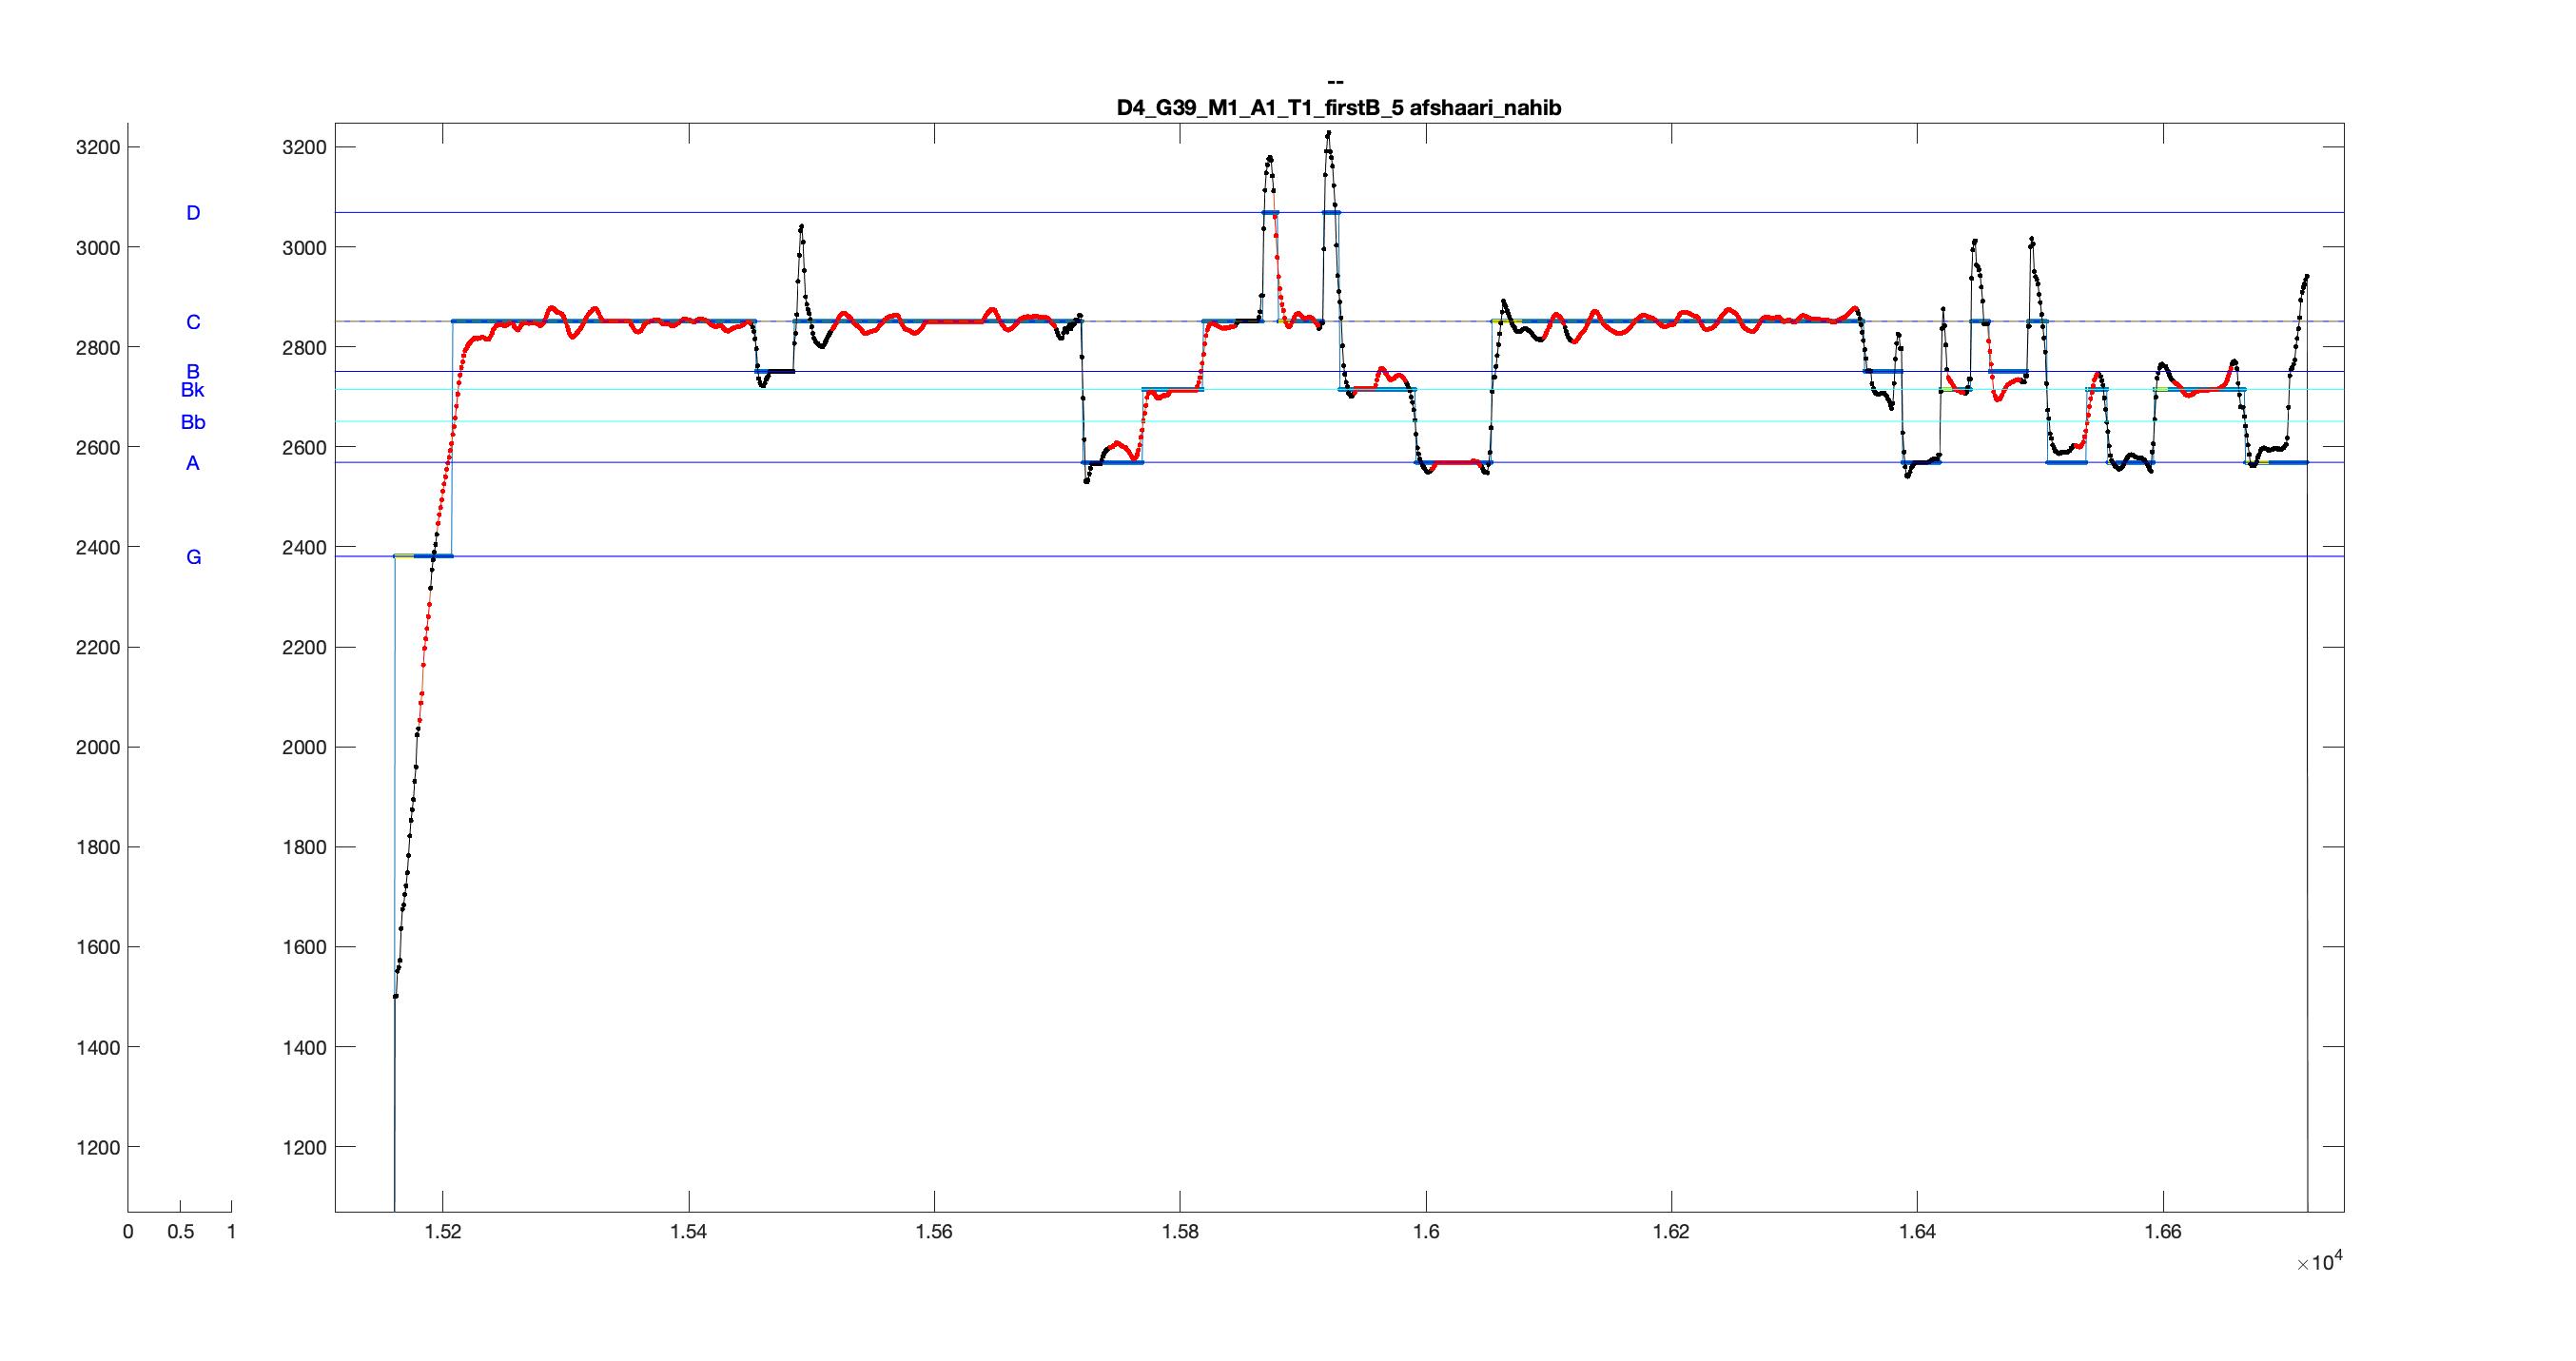 --
D4_G39_M1_A1_T1_firstB_5 afshaari_nahib
3200 3200
D
3000 3000
C
2800 2800
B
Bk
Bb
2600 2600
A
2400 2400
G
2200 2200
2000 2000
1800 1800
1600 1600
1400 1400
1200 1200
0 0.5 1 1.52 1.54 1.56 1.58 1.6 1.62 1.64 1.66
×10⁴